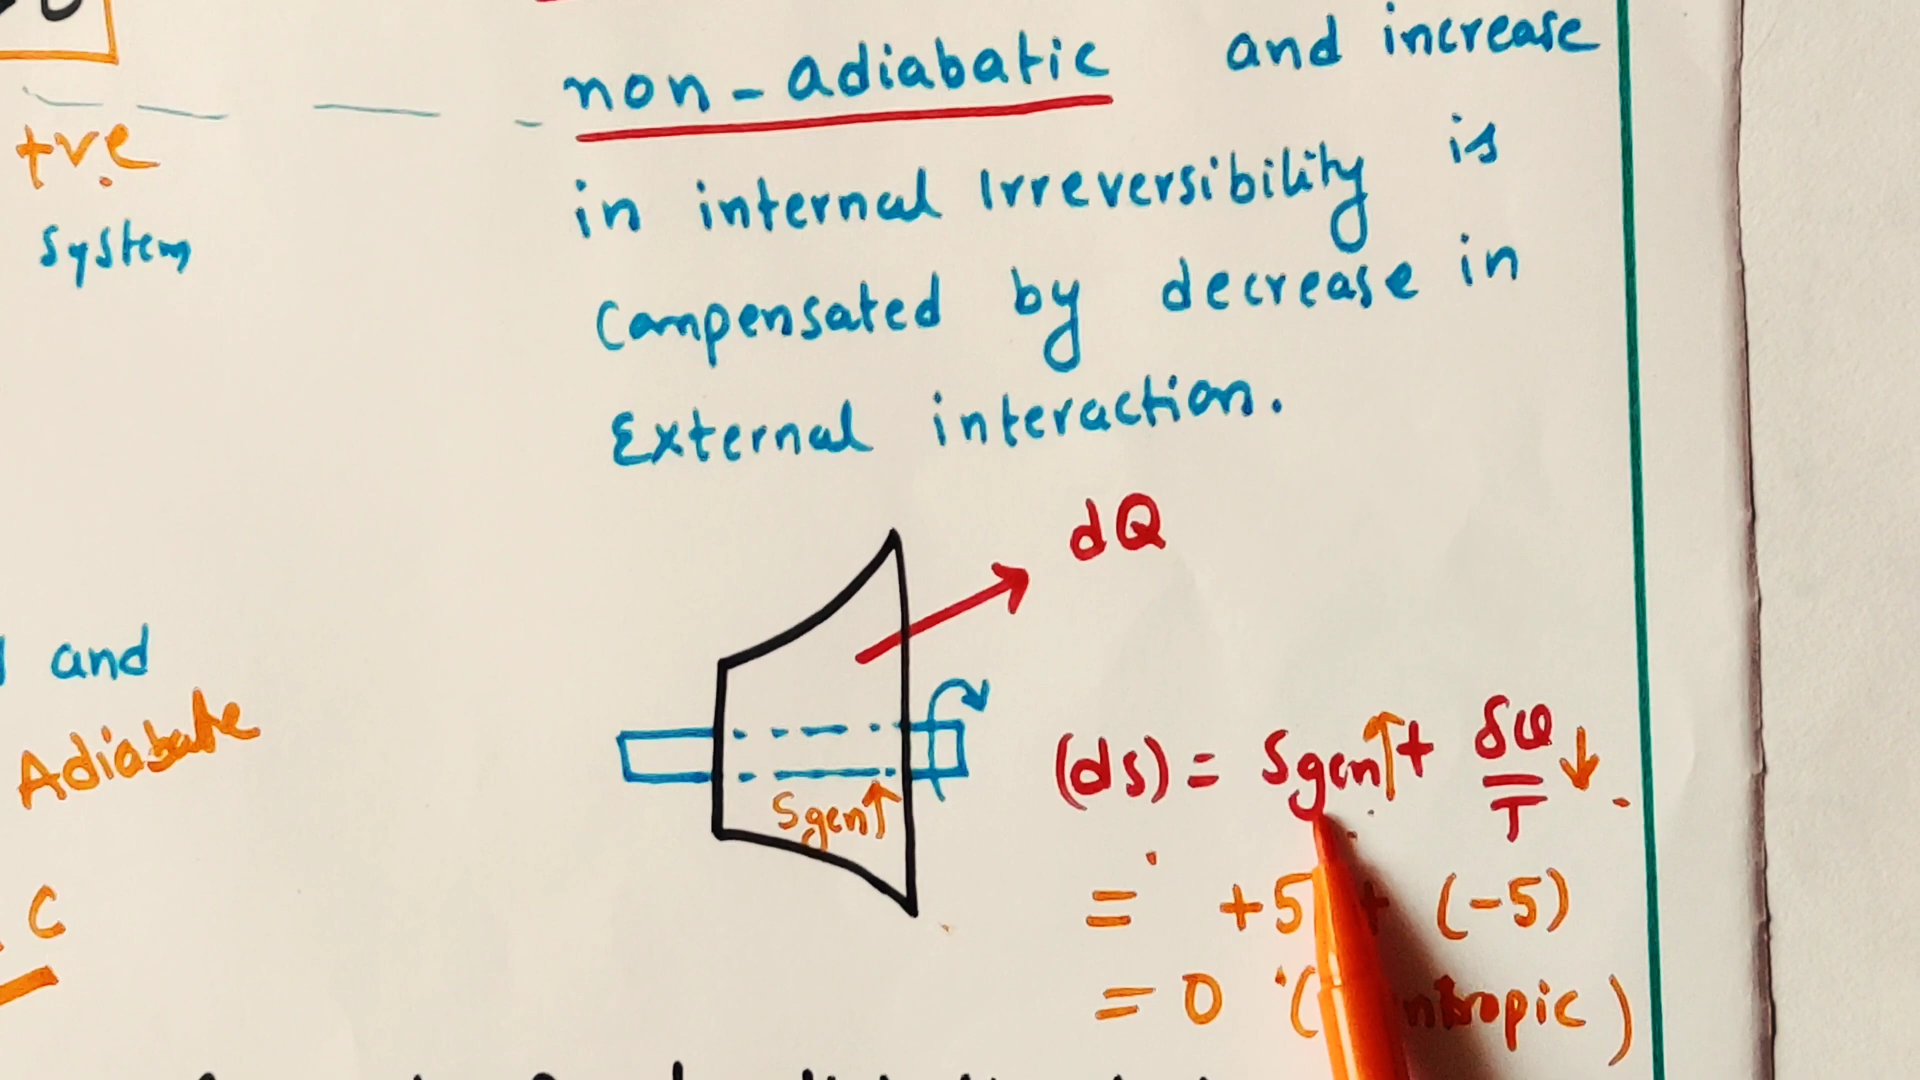 non-adiabatic and increase
in internal Irreversibility is
Compensated by decrease in
External interaction.
+ve
system
dQ
and
Adiabate
Sgen↑
(ds) = Sgen↑ + δQ/T ↓
= +5 + (-5)
= 0 (
C